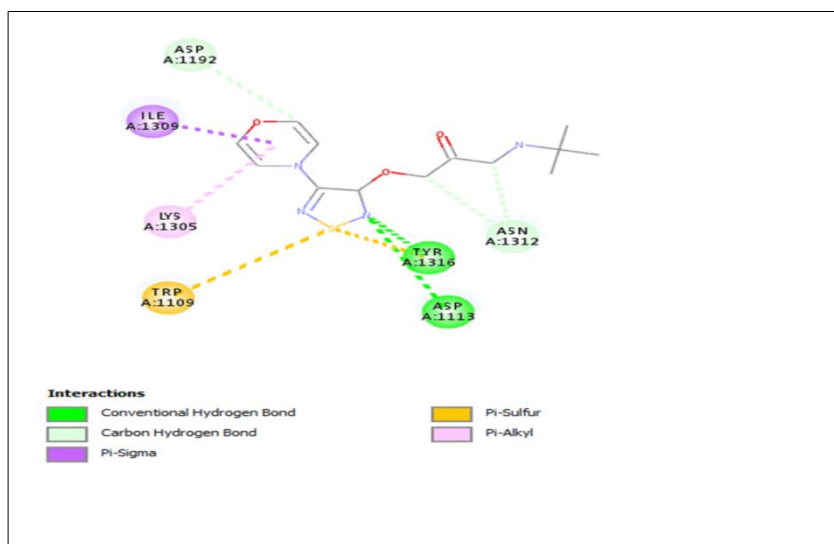 ASP
A:1192
ILE
A:1309
O
O
N
N
O
LYS
A:1305
N
N
S
ASN
A:1312
TYR
A:1316
TRP
A:1109
ASP
A:1113
Interactions
Conventional Hydrogen Bond
Carbon Hydrogen Bond
Pi-Sigma
Pi-Sulfur
Pi-Alkyl